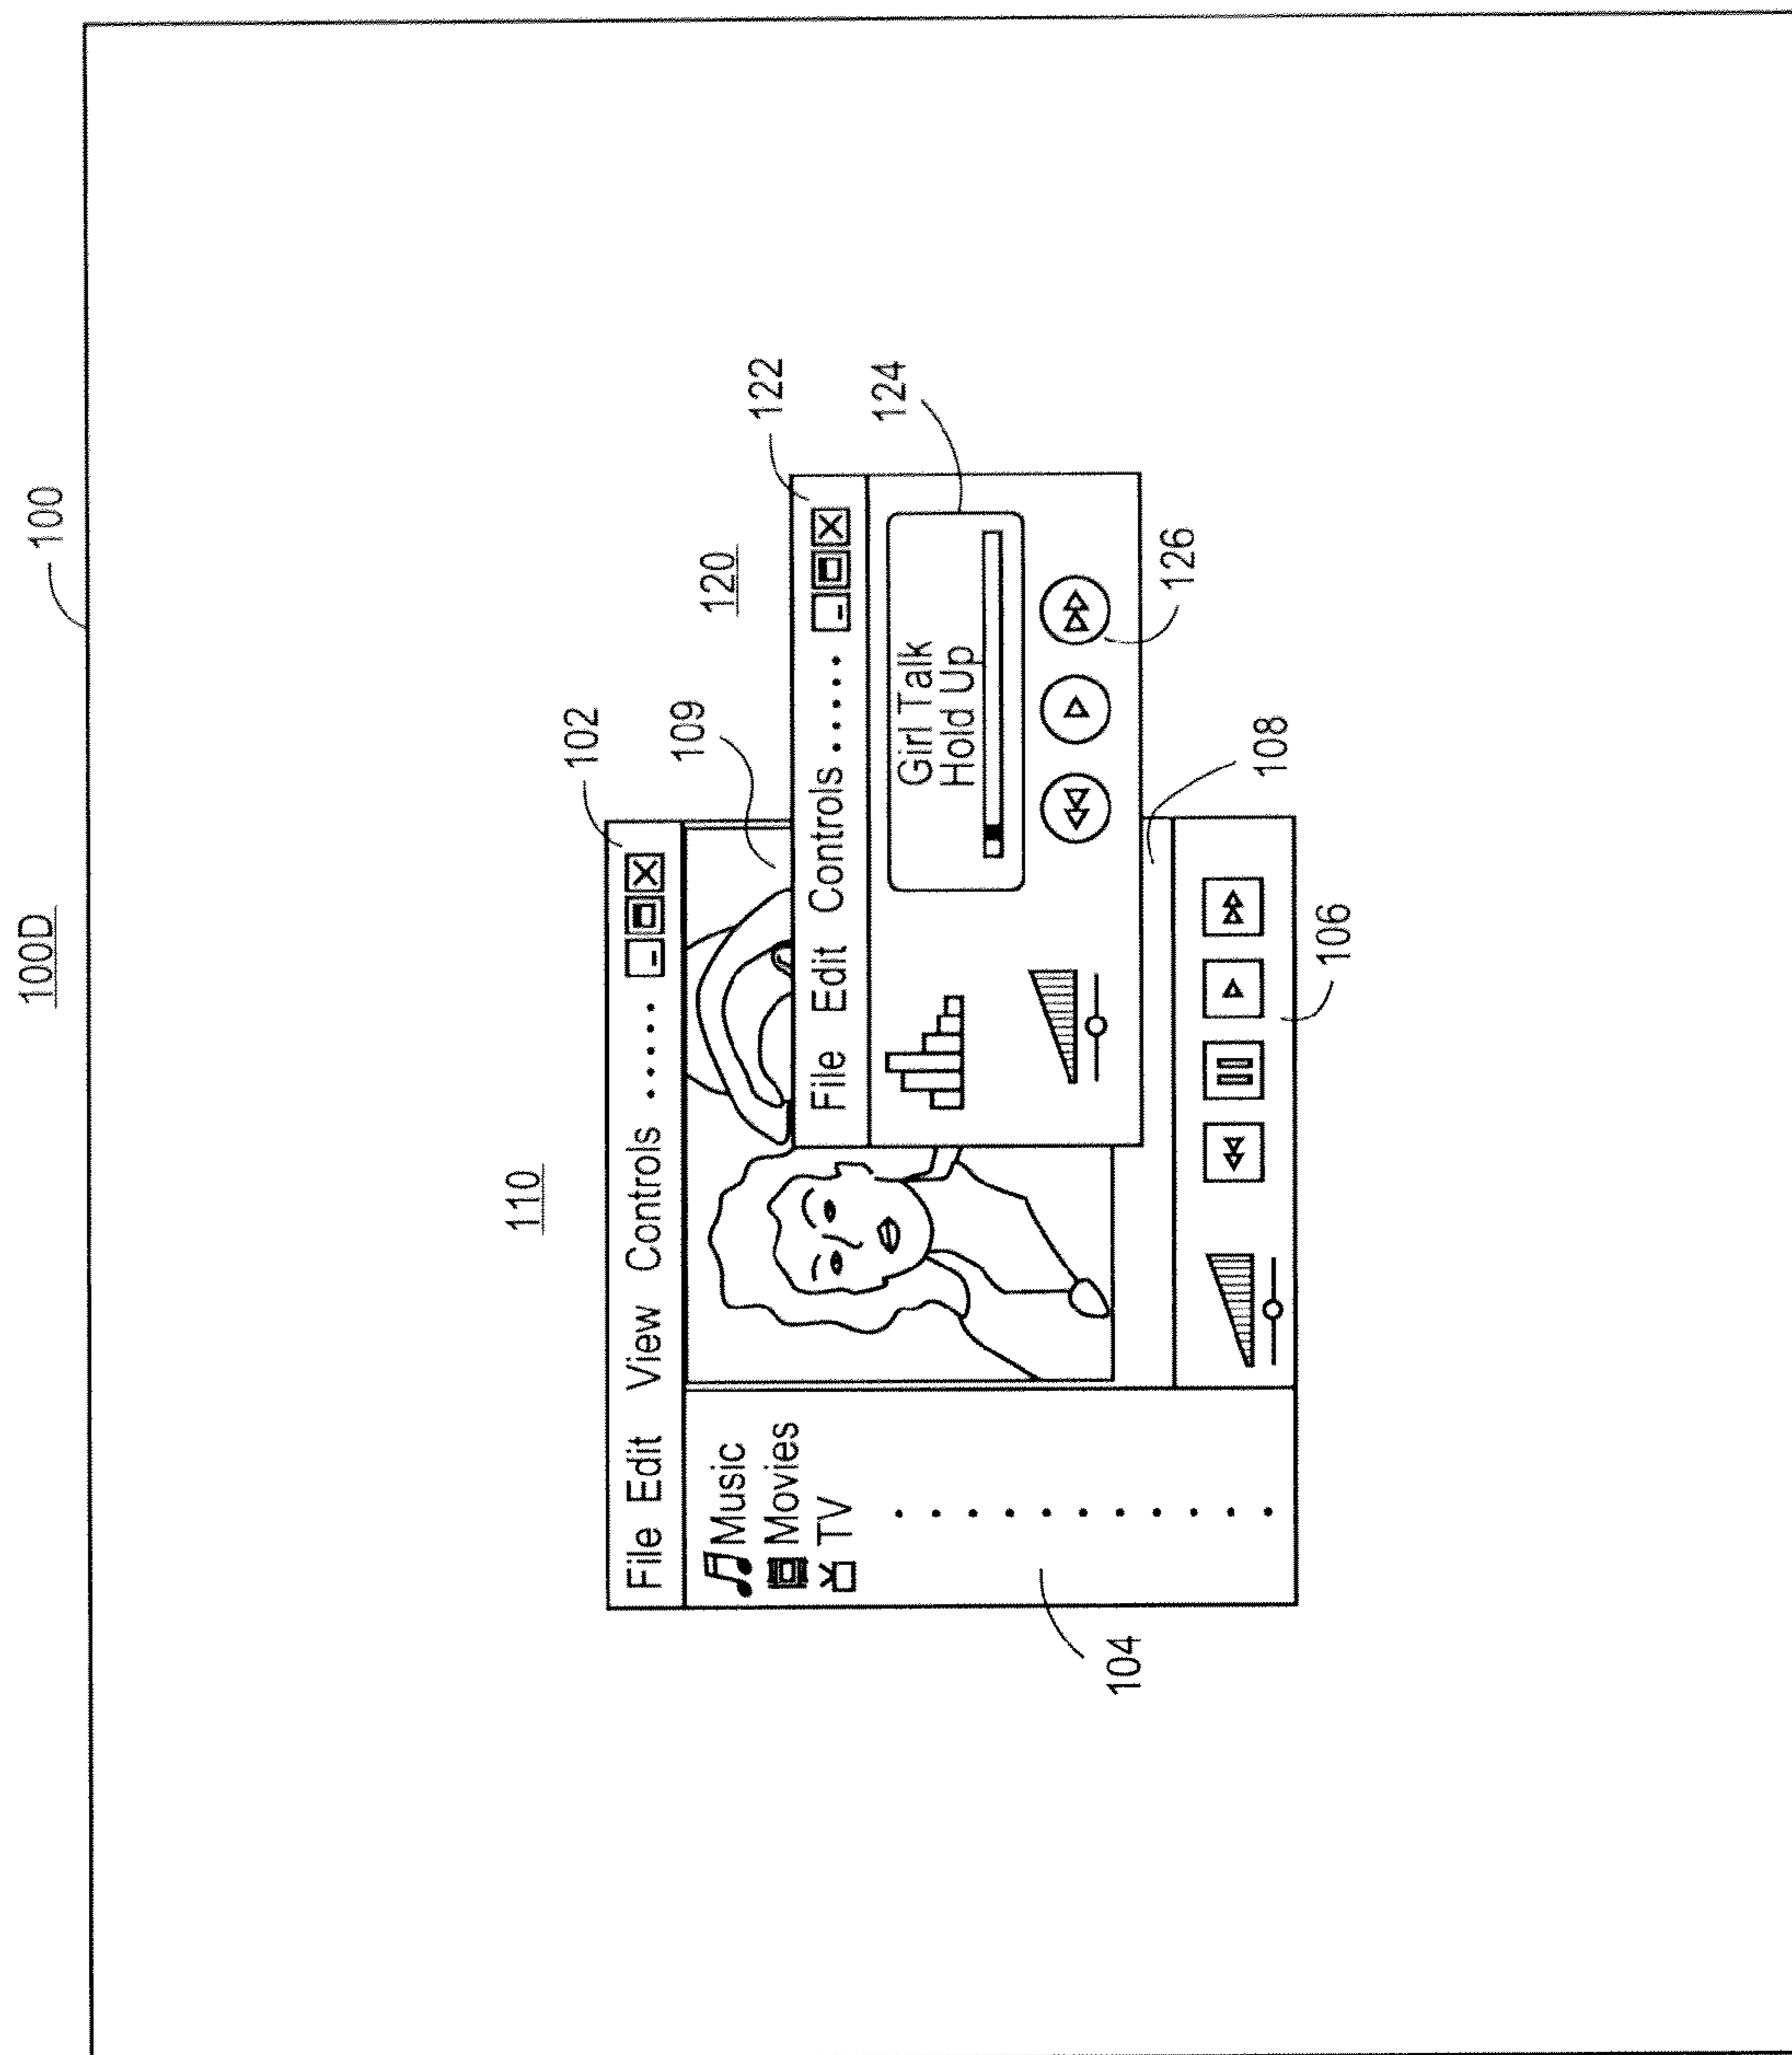 100D
100
110
102
File Edit View Controls .....
109
120
122
File Edit Controls .....
Music
Movies
TV
Girl Talk
Hold Up
124
126
108
104
106